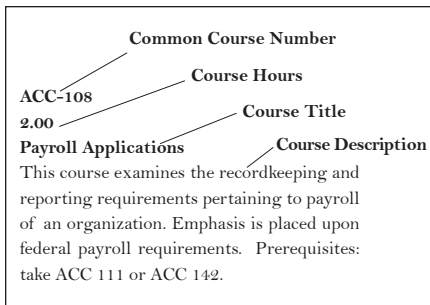 Common Course Number
Course Hours
ACC-108
2.00
Course Title
Payroll Applications
Course Description
This course examines the recordkeeping and
reporting requirements pertaining to payroll
of an organization. Emphasis is placed upon
federal payroll requirements. Prerequisites:
take ACC 111 or ACC 142.